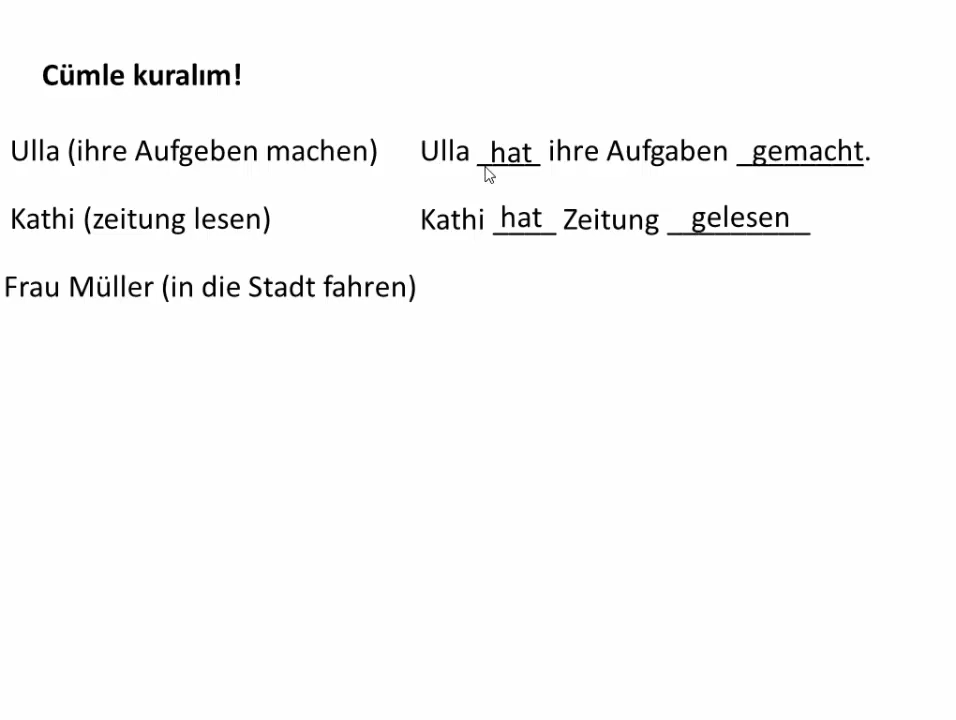 Cümle kuralım!
Ulla (ihre Aufgeben machen) Ulla hat ihre Aufgaben gemacht.
Kathi (zeitung lesen) Kathi hat Zeitung gelesen
Frau Müller (in die Stadt fahren)